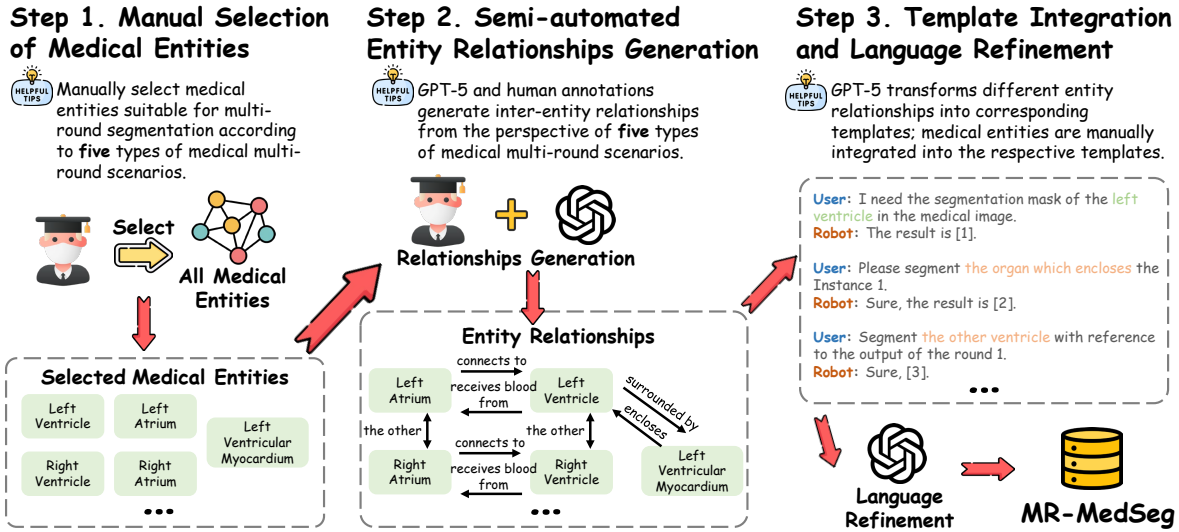 Step 1. Manual Selection
of Medical Entities
HELPFUL
TIPS
Manually select medical
entities suitable for multi-
round segmentation according
to five types of medical multi-
round scenarios.
Select
All Medical
Entities
Selected Medical Entities
Left
Ventricle
Left
Atrium
Left
Ventricular
Myocardium
Right
Ventricle
Right
Atrium
...
Step 2. Semi-automated
Entity Relationships Generation
HELPFUL
TIPS
GPT-5 and human annotations
generate inter-entity relationships
from the perspective of five types
of medical multi-round scenarios.
Relationships Generation
Entity Relationships
Left
Atrium
connects to
receives blood
from
Left
Ventricle
surrounded by
encloses
the other
the other
Right
Atrium
connects to
receives blood
from
Right
Ventricle
Left
Ventricular
Myocardium
...
Step 3. Template Integration
and Language Refinement
HELPFUL
TIPS
GPT-5 transforms different entity
relationships into corresponding
templates; medical entities are manually
integrated into the respective templates.
User: I need the segmentation mask of the left
ventricle in the medical image.
Robot: The result is [1].
User: Please segment the organ which encloses the
Instance 1.
Robot: Sure, the result is [2].
User: Segment the other ventricle with reference
to the output of the round 1.
Robot: Sure, [3].
...
Language
Refinement
MR-MedSeg